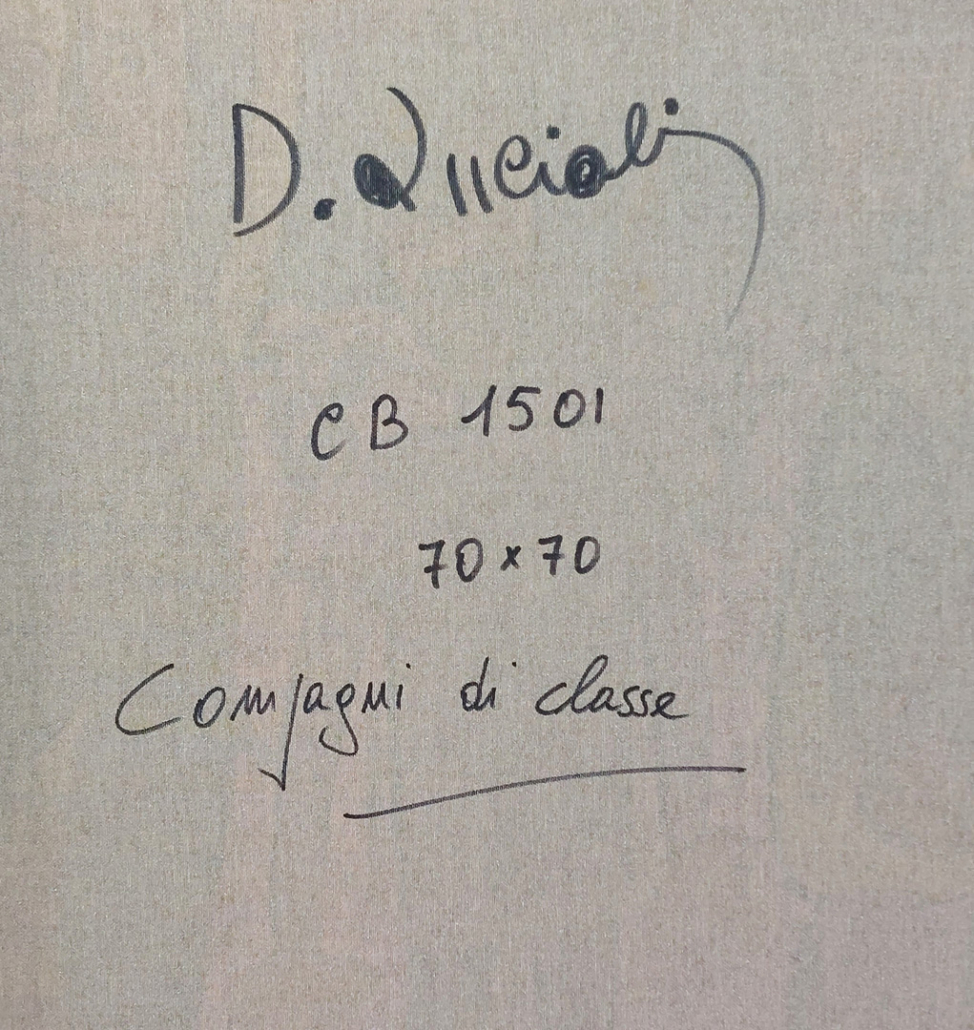 D.
CB 1501
70 x 70
Compagni di classe